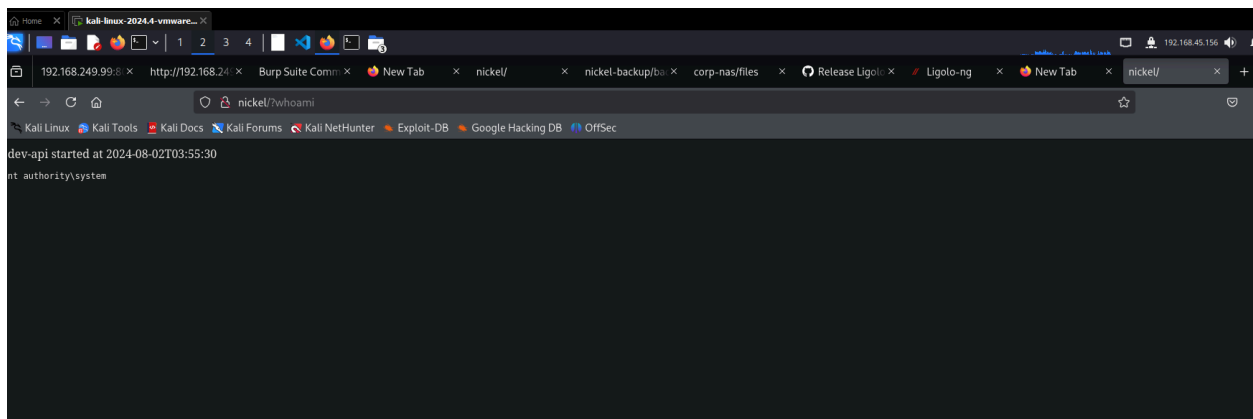 Home
kali-linux-2024.4-vmware...
1 2 3 4
192.168.45.156
192.168.249.99:8
http://192.168.24
Burp Suite Comm
New Tab
nickel/
nickel-backup/ba
corp-nas/files
Release Ligolo
Ligolo-ng
New Tab
nickel/
nickel/?whoami
Kali Linux Kali Tools Kali Docs Kali Forums Kali NetHunter Exploit-DB Google Hacking DB OffSec
dev-api started at 2024-08-02T03:55:30
nt authority\system